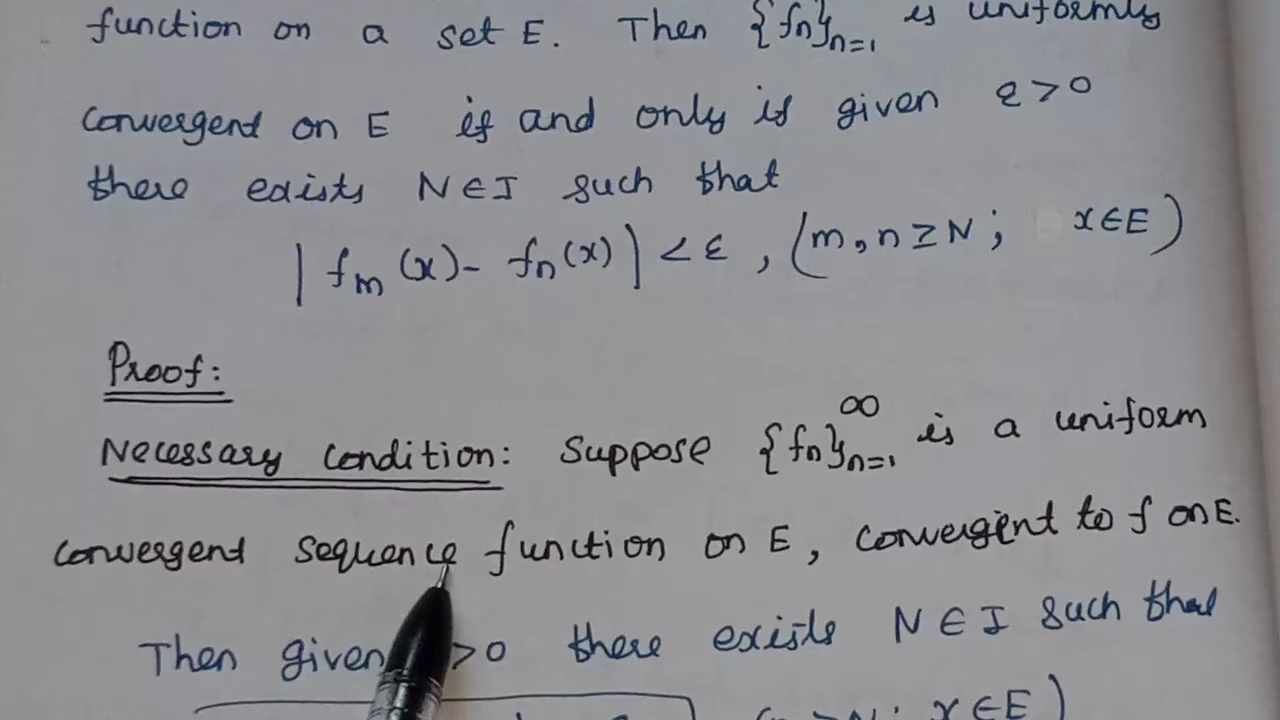 function on a set E. Then {fn}n=1 is uniformly
convergent on E if and only is given ε>0
there exists N∈I such that
|fm(x)- fn(x)| <ε, (m,n≥N; x∈E)
Proof:
Necessary condition: Suppose {fn}∞n=1 is a uniform
convergent sequence function on E, convergent to f on E.
Then given >0 there exists N∈I such that
N; x∈E)